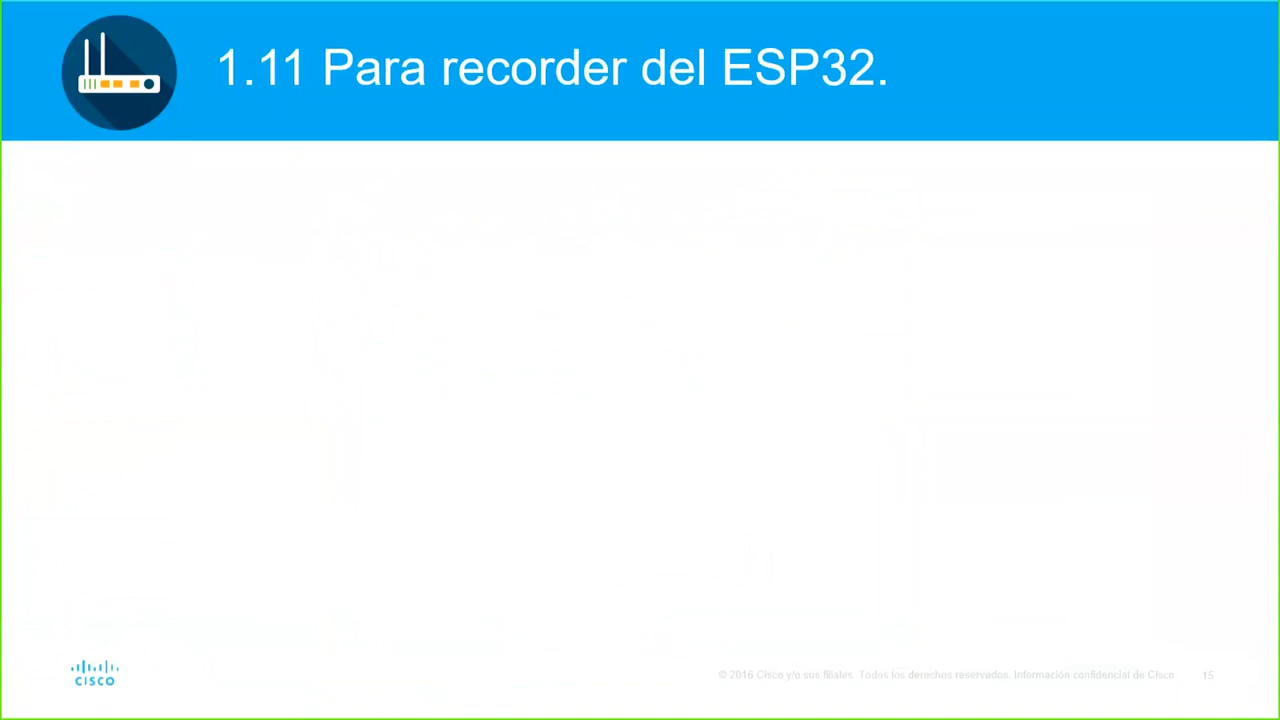 1.11 Para recorder del ESP32.
CISCO
© 2016 Cisco y/o sus filiales. Todos los derechos reservados. Información confidencial de Cisco.
15